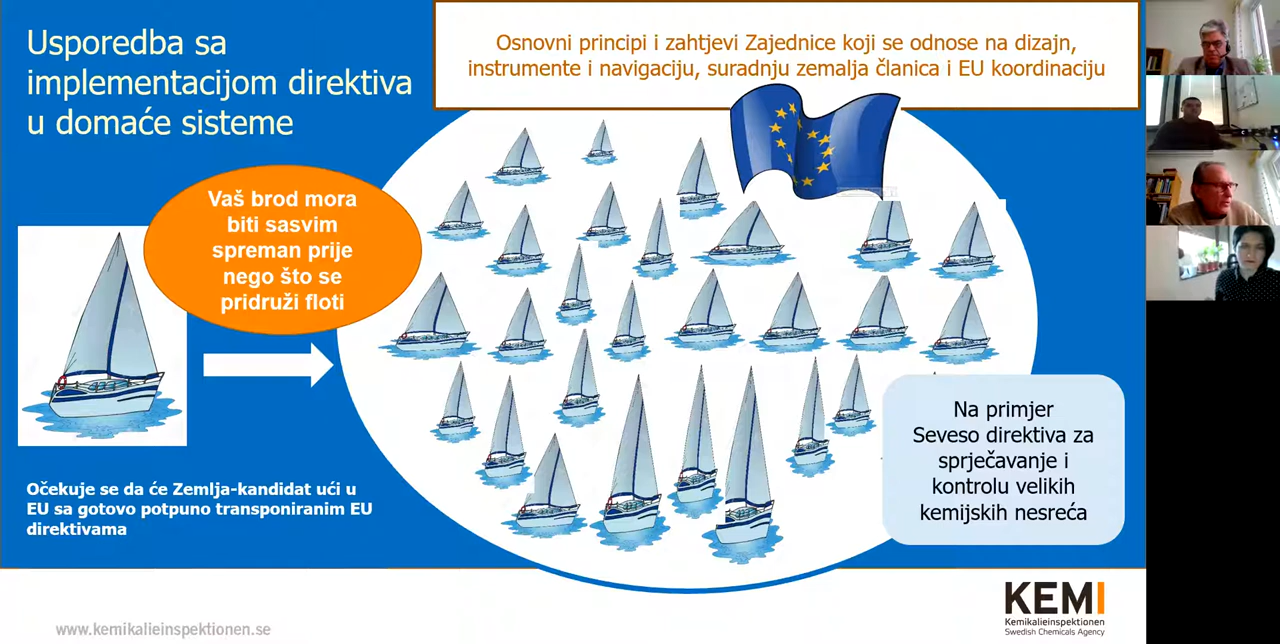 Usporedba sa
implementacijom direktiva
u domaće sisteme
Osnovni principi i zahtjevi Zajednice koji se odnose na dizajn,
instrumente i navigaciju, suradnju zemalja članica i EU koordinaciju
Vaš brod mora
biti sasvim
spreman prije
nego što se
pridruži floti
Očekuje se da će Zemlja-kandidat ući u
EU sa gotovo potpuno transponiranim EU
direktivama
Na primjer
Seveso direktiva za
sprječavanje i
kontrolu velikih
kemijskih nesreća
www.kemikalieinspektionen.se
KEMI
Kemikalieinspektionen
Swedish Chemicals Agency